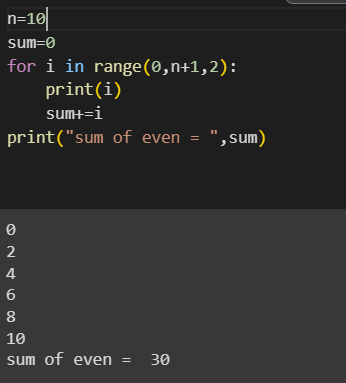 n=10
sum=0
for i in range(0,n+1,2):
    print(i)
    sum+=i
print("sum of even = ",sum)
0
2
4
6
8
10
sum of even =  30